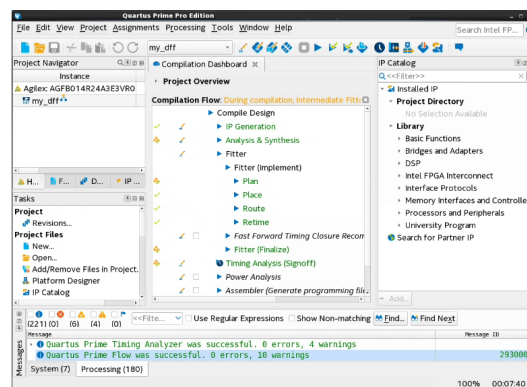 Quartus Prime Pro Edition
File Edit View Project Assignments Processing Tools Window Help
Search Intel FP...
my_dff
Project Navigator
Instance
Agilex: AGFB014R24A3E3VR0
my_dff
H... F... D... IP ...
Tasks
Project
Revisions...
Project Files
New...
Open...
Add/Remove Files in Project.
Platform Designer
IP Catalog
Compilation Dashboard
Project Overview
Compilation Flow: During compilation, Intermediate Fitt
Compile Design
IP Generation
Analysis & Synthesis
Fitter
Fitter (Implement)
Plan
Place
Route
Retime
Fast Forward Timing Closure Recom
Fitter (Finalize)
Timing Analysis (Signoff)
Power Analysis
Assembler (Generate programming file
IP Catalog
<<Filter>>
Installed IP
Project Directory
No Selection Available
Library
Basic Functions
Bridges and Adapters
DSP
Intel FPGA Interconnect
Interface Protocols
Memory Interfaces and Controlle
Processors and Peripherals
University Program
Search for Partner IP
+ Add...
(221) (0) (6) (4) (0) <<Filte... Use Regular Expressions Show Non-matching Find... Find Next
Message Message ID
Quartus Prime Timing Analyzer was successful. 0 errors, 4 warnings
Quartus Prime Flow was successful. 0 errors, 10 warnings 293000
System (7) Processing (180)
Messages
100% 00:07:40